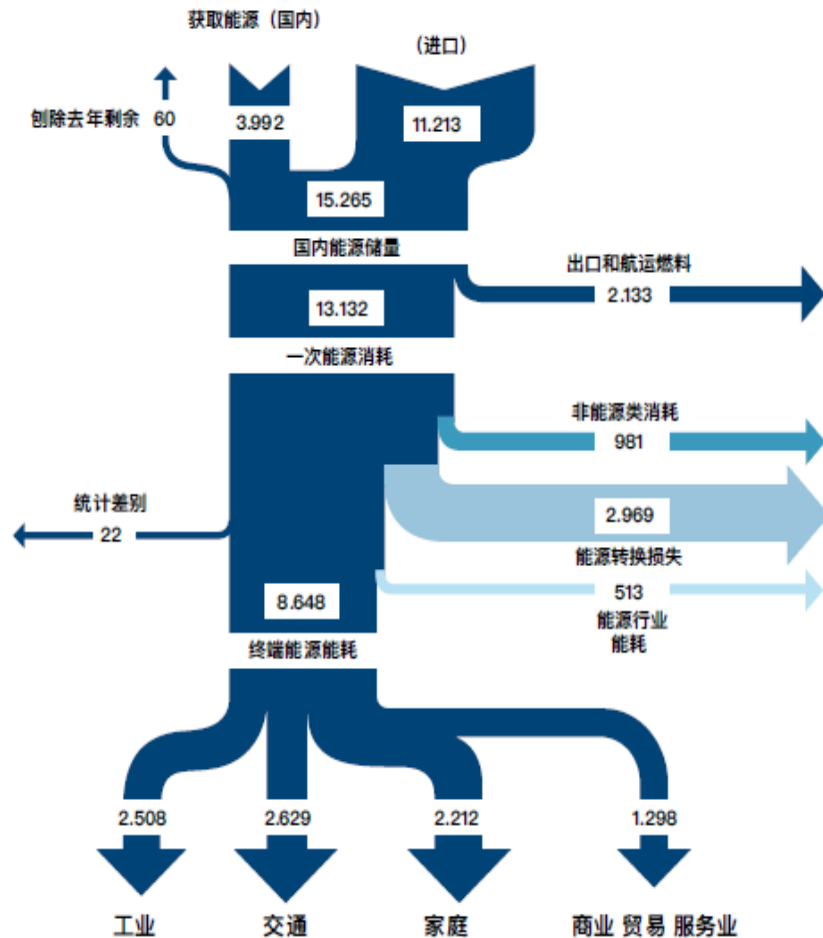 获取能源（国内）
（进口）
刨除去年剩余 60
3.992
11.213
15.265
国内能源储量
出口和航运燃料
2.133
13.132
一次能源消耗
非能源类消耗
981
统计差别
22
2.969
能源转换损失
513
能源行业
能耗
8.648
终端能源能耗
2.508
2.629
2.212
1.298
工业
交通
家庭
商业 贸易 服务业